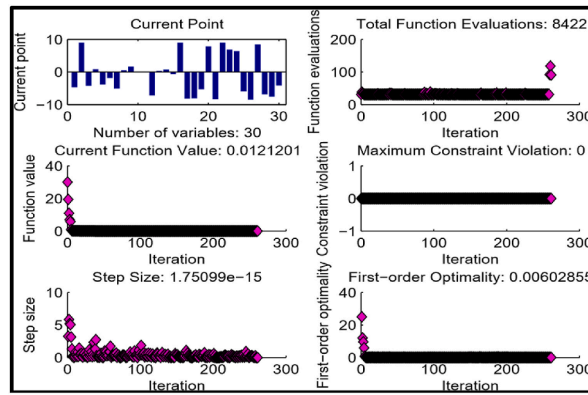 Current Point
Current point
10
0
-10
0
10
20
30
Number of variables: 30
Total Function Evaluations: 8422
Function evaluations
200
100
0
0
100
200
300
Iteration
Current Function Value: 0.0121201
Function value
40
20
0
0
100
200
300
Iteration
Maximum Constraint Violation: 0
Constraint violation
1
0
-1
0
100
200
300
Iteration
Step Size: 1.75099e-15
Step size
10
5
0
0
100
200
300
Iteration
First-order Optimality: 0.00602855
First-order optimality
40
20
0
0
100
200
300
Iteration